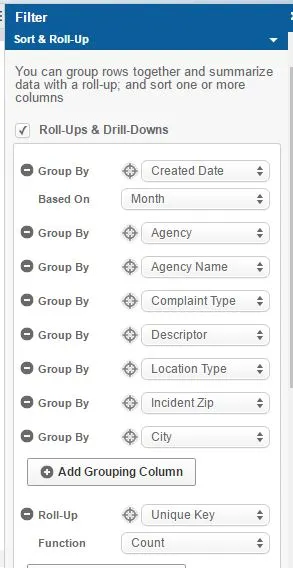 Filter
Sort & Roll-Up
You can group rows together and summarize
data with a roll-up; and sort one or more
columns
Roll-Ups & Drill-Downs
Group By Created Date
Based On Month
Group By Agency
Group By Agency Name
Group By Complaint Type
Group By Descriptor
Group By Location Type
Group By Incident Zip
Group By City
Add Grouping Column
Roll-Up Unique Key
Function Count